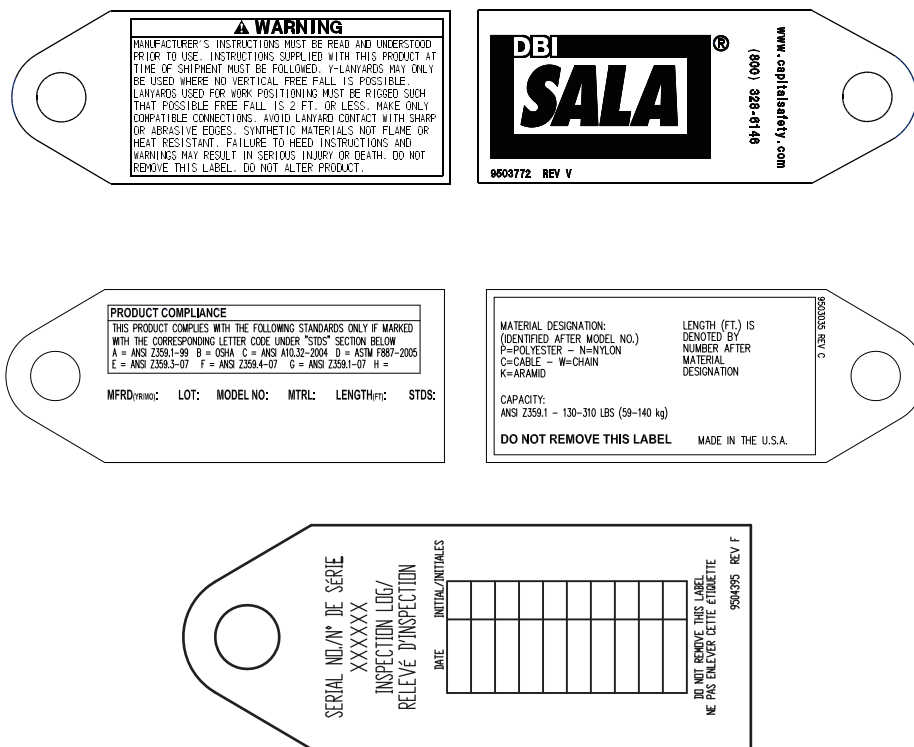 ⚠ WARNING
MANUFACTURER'S INSTRUCTIONS MUST BE READ AND UNDERSTOOD
PRIOR TO USE. INSTRUCTIONS SUPPLIED WITH THIS PRODUCT AT
TIME OF SHIPMENT MUST BE FOLLOWED. Y-LANYARDS MAY ONLY
BE USED WHERE NO VERTICAL FREE FALL IS POSSIBLE.
LANYARDS USED FOR WORK POSITIONING MUST BE RIGGED SUCH
THAT POSSIBLE FREE FALL IS 2 FT. OR LESS. MAKE ONLY
COMPATIBLE CONNECTIONS. AVOID LANYARD CONTACT WITH SHARP
OR ABRASIVE EDGES. SYNTHETIC MATERIALS NOT FLAME OR
HEAT RESISTANT. FAILURE TO HEED INSTRUCTIONS AND
WARNINGS MAY RESULT IN SERIOUS INJURY OR DEATH. DO NOT
REMOVE THIS LABEL. DO NOT ALTER PRODUCT.
DBI
SALA®
www.capitalsafety.com
(800) 328-6146
9503772 REV V
PRODUCT COMPLIANCE
THIS PRODUCT COMPLIES WITH THE FOLLOWING STANDARDS ONLY IF MARKED
WITH THE CORRESPONDING LETTER CODE UNDER "STDS" SECTION BELOW
A = ANSI Z359.1-99 B = OSHA C = ANSI A10.32-2004 D = ASTM F887-2005
E = ANSI Z359.3-07 F = ANSI Z359.4-07 G = ANSI Z359.1-07 H =
MFRD(YR/MO): LOT: MODEL NO: MTRL: LENGTH(FT): STDS:
MATERIAL DESIGNATION:
(IDENTIFIED AFTER MODEL NO.)
P=POLYESTER - N=NYLON
C=CABLE - W=CHAIN
K=ARAMID
LENGTH (FT.) IS
DENOTED BY
NUMBER AFTER
MATERIAL
DESIGNATION
CAPACITY:
ANSI Z359.1 - 130-310 LBS (59-140 kg)
DO NOT REMOVE THIS LABEL MADE IN THE U.S.A.
9503035 REV C
SERIAL NO./N° DE SÉRIE
XXXXXX
INSPECTION LOG/
RELEVÉ D'INSPECTION
DATE INITIAL/INITIALES
DO NOT REMOVE THIS LABEL
NE PAS ENLEVER CETTE ÉTIQUETTE
9504395 REV F